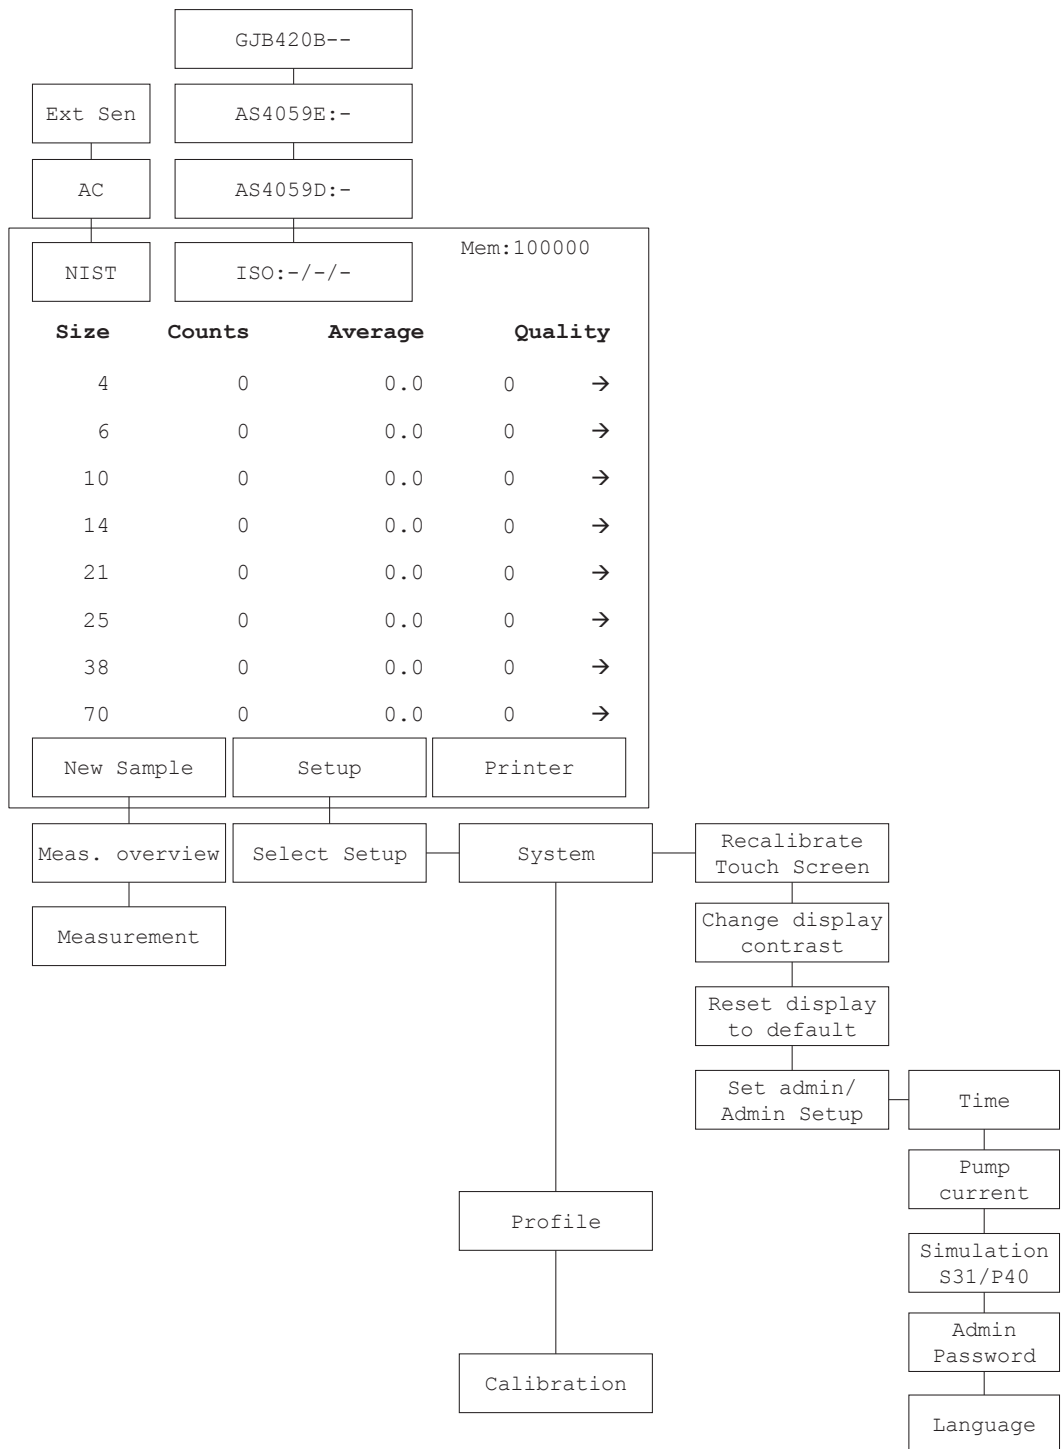 GJB420B--
Ext Sen
AS4059E:-
AC
AS4059D:-
NIST
ISO:-/-/-
Mem:100000
Size Counts Average Quality
4 0 0.0 0 →
6 0 0.0 0 →
10 0 0.0 0 →
14 0 0.0 0 →
21 0 0.0 0 →
25 0 0.0 0 →
38 0 0.0 0 →
70 0 0.0 0 →
New Sample
Setup
Printer
Meas. overview
Select Setup
System
Recalibrate
Touch Screen
Measurement
Change display
contrast
Reset display
to default
Set admin/
Admin Setup
Time
Pump
current
Profile
Simulation
S31/P40
Admin
Password
Calibration
Language